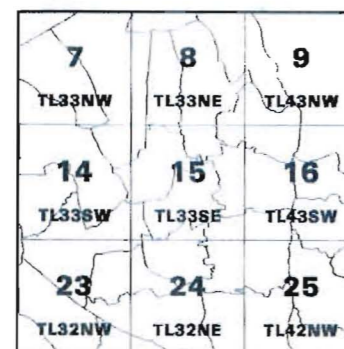 7 8 9
TL33NW TL33NE TL43NW
14 15 16
TL33SW TL33SE TL43SW
23 24 25
TL32NW TL32NE TL42NW